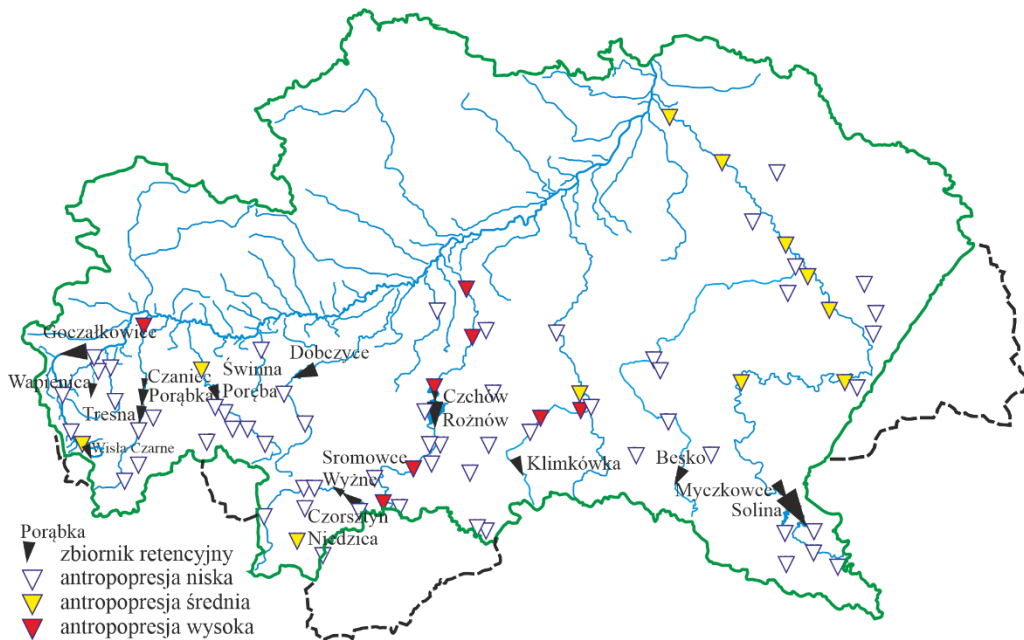 Goczałkowice
Wapienica
Czaniec
Porąbka
Tresna
Wisła Czarne
Świnna
Poręba
Dobczyce
Czchów
Rożnów
Sromowce
Wyżne
Czorsztyn
Niedzica
Klimkówka
Besko
Myczkowce
Solina
Porąbka
zbiornik retencyjny
antropopresja niska
antropopresja średnia
antropopresja wysoka